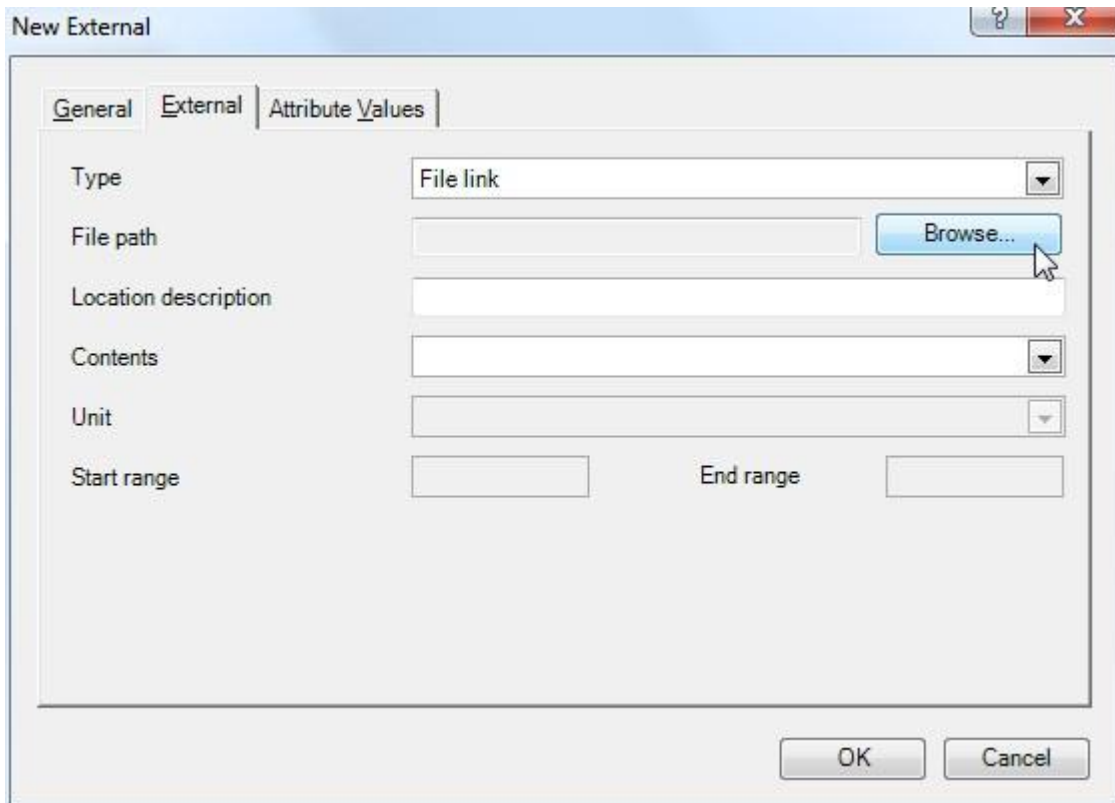 New External
General External Attribute Values
Type File link
File path Browse...
Location description
Contents
Unit
Start range End range
OK Cancel